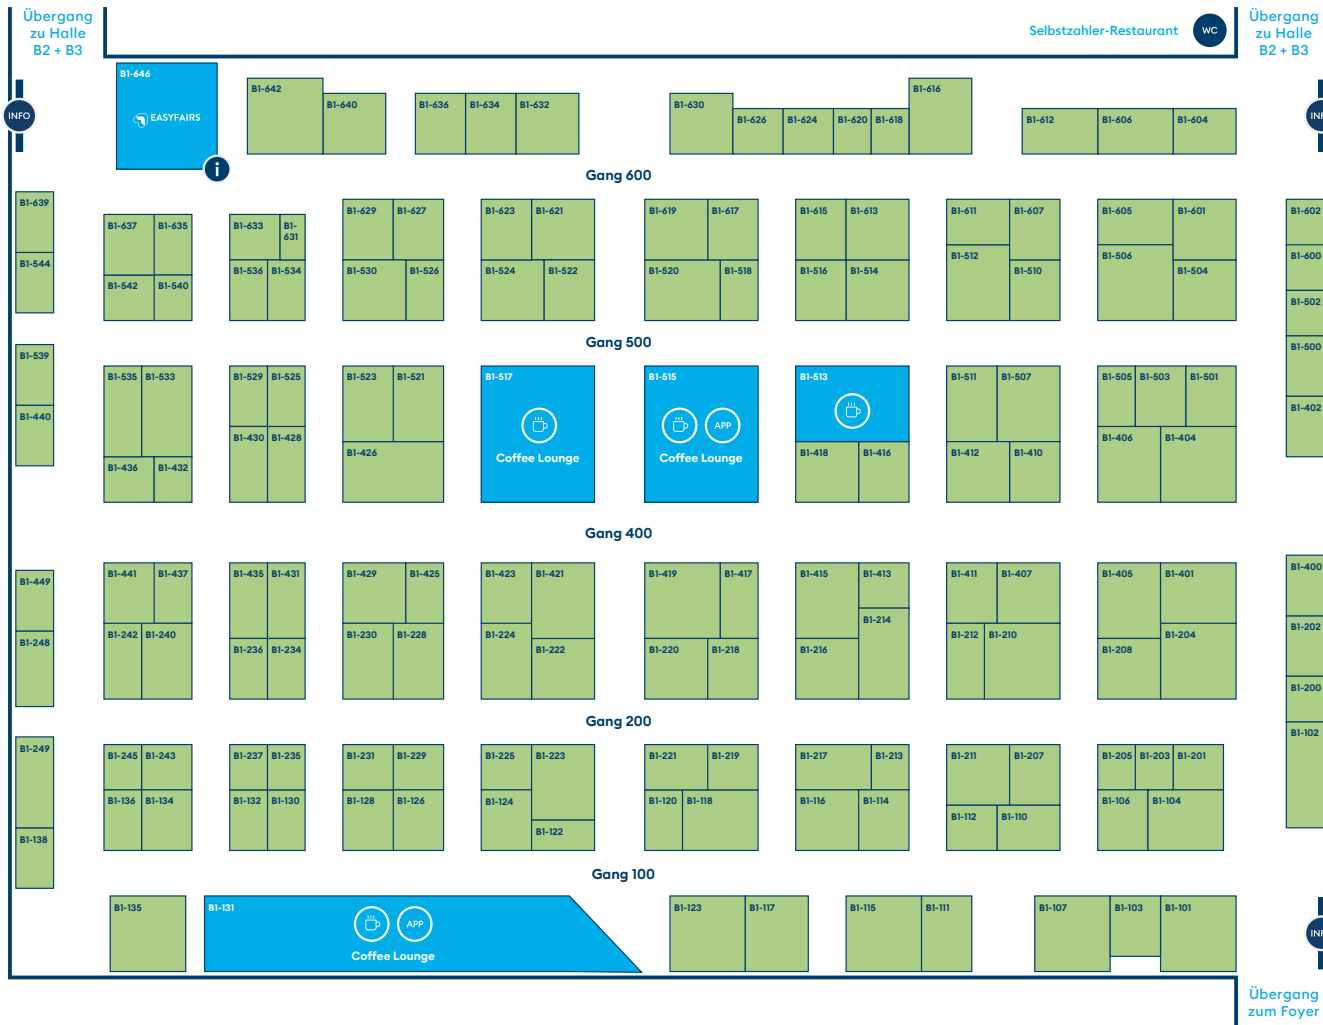 Übergang
zu Halle
B2 + B3
Selbstzahler-Restaurant WC
Übergang
zu Halle
B2 + B3
INFO
B1-646
EASYFAIRS
i
B1-642
B1-640
B1-636 B1-634 B1-632
B1-630
B1-626 B1-624 B1-620 B1-618
B1-616
B1-612 B1-606 B1-604
INF
Gang 600
B1-639
B1-544
B1-637 B1-635
B1-542 B1-540
B1-633 B1-
631
B1-536 B1-534
B1-629 B1-627
B1-530 B1-526
B1-623 B1-621
B1-524 B1-522
B1-619 B1-617
B1-520 B1-518
B1-615 B1-613
B1-516 B1-514
B1-611 B1-607
B1-512 B1-510
B1-605 B1-601
B1-506 B1-504
B1-602
B1-600
B1-502
B1-500
B1-402
Gang 500
B1-539
B1-440
B1-535 B1-533
B1-436 B1-432
B1-529 B1-525
B1-430 B1-428
B1-523 B1-521
B1-426
B1-517
Coffee Lounge
B1-515
APP
Coffee Lounge
B1-513
B1-418 B1-416
B1-511 B1-507
B1-412 B1-410
B1-505 B1-503 B1-501
B1-406 B1-404
Gang 400
B1-449
B1-248
B1-441 B1-437
B1-242 B1-240
B1-435 B1-431
B1-236 B1-234
B1-429 B1-425
B1-230 B1-228
B1-423 B1-421
B1-224 B1-222
B1-419 B1-417
B1-220 B1-218
B1-415 B1-413
B1-216 B1-214
B1-411 B1-407
B1-212 B1-210
B1-405 B1-401
B1-208 B1-204
B1-400
B1-202
B1-200
B1-102
Gang 200
B1-249
B1-138
B1-245 B1-243
B1-136 B1-134
B1-237 B1-235
B1-132 B1-130
B1-231 B1-229
B1-128 B1-126
B1-225 B1-223
B1-124 B1-122
B1-221 B1-219
B1-120 B1-118
B1-217 B1-213
B1-116 B1-114
B1-211 B1-207
B1-112 B1-110
B1-205 B1-203 B1-201
B1-106 B1-104
Gang 100
B1-135
B1-131
APP
Coffee Lounge
B1-123 B1-117
B1-115 B1-111
B1-107 B1-103 B1-101
INF
Übergang
zum Foyer